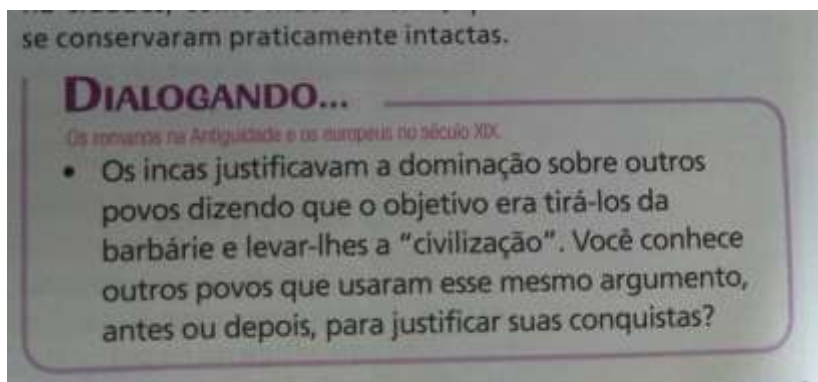 se conservaram praticamente intactas.
DIALOGANDO...
Os romanos na Antiguidade e os europeus no século XIX.
• Os incas justificavam a dominação sobre outros
povos dizendo que o objetivo era tirá-los da
barbárie e levar-lhes a “civilização”. Você conhece
outros povos que usaram esse mesmo argumento,
antes ou depois, para justificar suas conquistas?